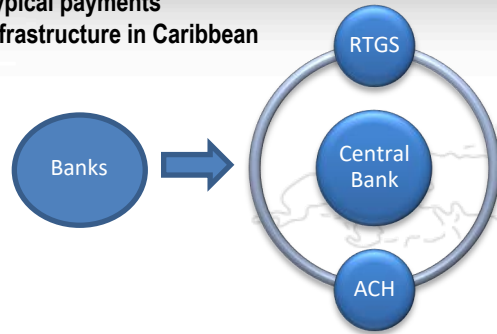 ypical payments
frastructure in Caribbean
RTGS
Banks
Central
Bank
ACH